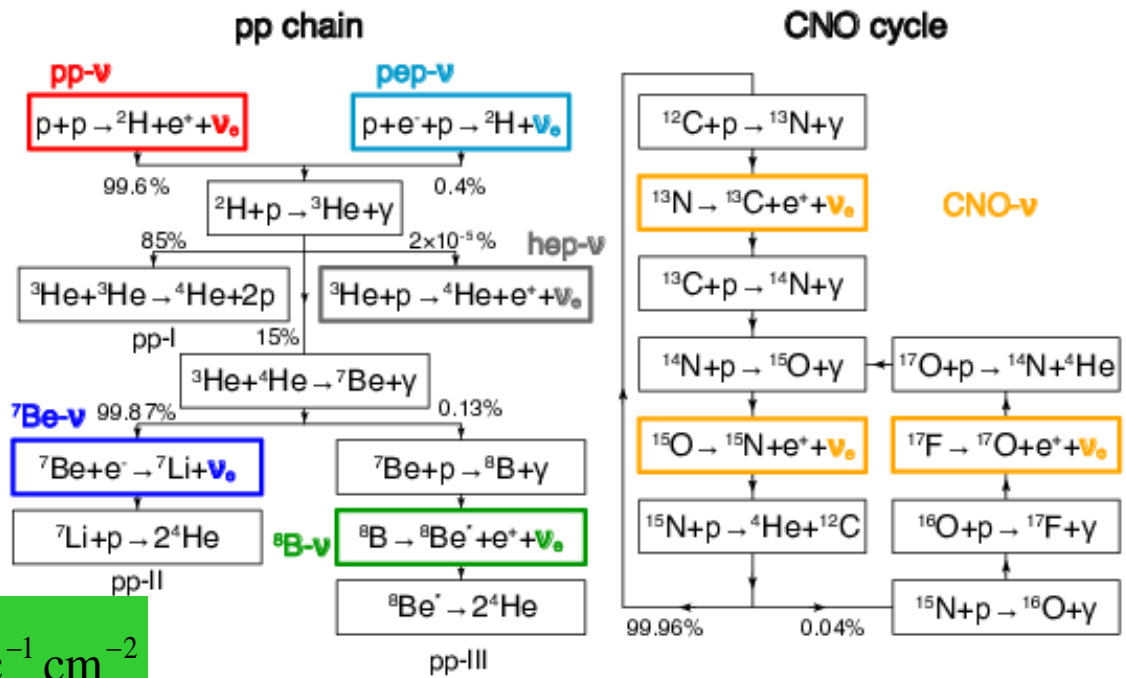 pp chain
pp-ν
pep-ν
p+p → ²H+e⁺+νₑ
p+e⁻+p → ²H+νₑ
99.6%
0.4%
²H+p → ³He+γ
85%
2×10⁻⁵%
hep-ν
³He+³He → ⁴He+2p
³He+p → ⁴He+e⁺+νₑ
pp-I
15%
³He+⁴He → ⁷Be+γ
⁷Be-ν
99.87%
0.13%
⁷Be+e⁻ → ⁷Li+νₑ
⁷Be+p → ⁸B+γ
⁷Li+p → 2⁴He
⁸B-ν
⁸B → ⁸Be*+e⁺+νₑ
pp-II
⁸Be* → 2⁴He
pp-III
⁻¹ cm⁻²
CNO cycle
¹²C+p → ¹³N+γ
¹³N → ¹³C+e⁺+νₑ
CNO-ν
¹³C+p → ¹⁴N+γ
¹⁴N+p → ¹⁵O+γ
¹⁷O+p → ¹⁴N+⁴He
¹⁵O → ¹⁵N+e⁺+νₑ
¹⁷F → ¹⁷O+e⁺+νₑ
¹⁵N+p → ⁴He+¹²C
¹⁶O+p → ¹⁷F+γ
¹⁵N+p → ¹⁶O+γ
99.96%
0.04%